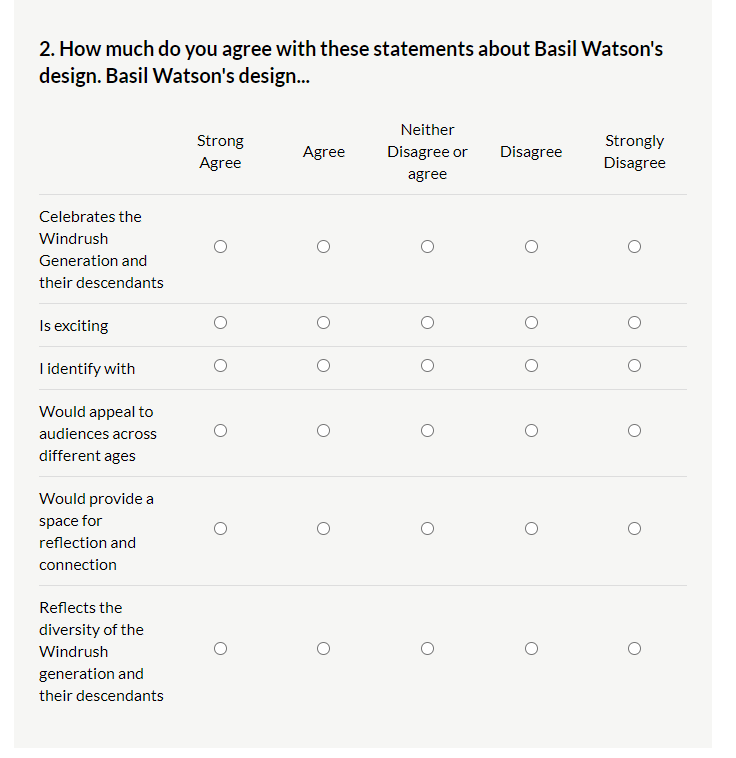 2. How much do you agree with these statements about Basil Watson's
design. Basil Watson's design...
Strong
Agree
Agree
Neither
Disagree or
agree
Disagree
Strongly
Disagree
Celebrates the
Windrush
Generation and
their descendants
Is exciting
I identify with
Would appeal to
audiences across
different ages
Would provide a
space for
reflection and
connection
Reflects the
diversity of the
Windrush
generation and
their descendants